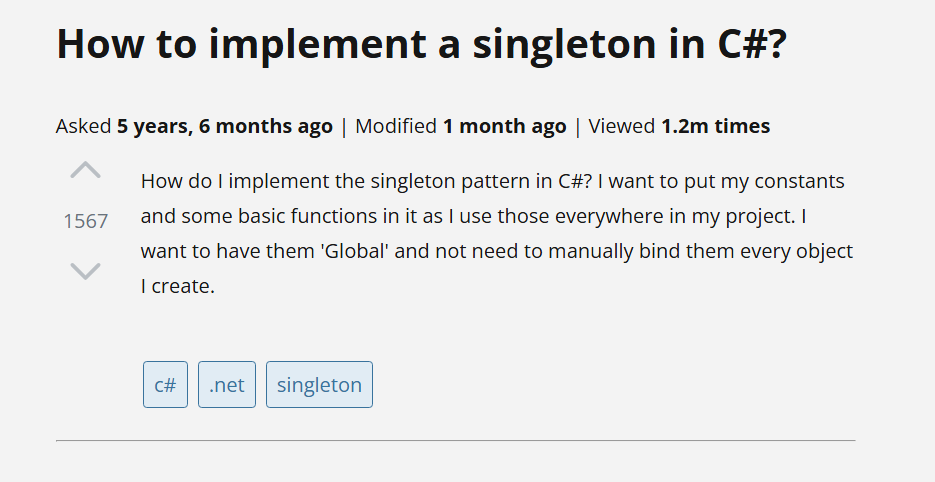 How to implement a singleton in C#?
Asked 5 years, 6 months ago | Modified 1 month ago | Viewed 1.2m times
How do I implement the singleton pattern in C#? I want to put my constants
1567
and some basic functions in it as I use those everywhere in my project. I
want to have them 'Global' and not need to manually bind them every object
I create.
c#
.net
singleton